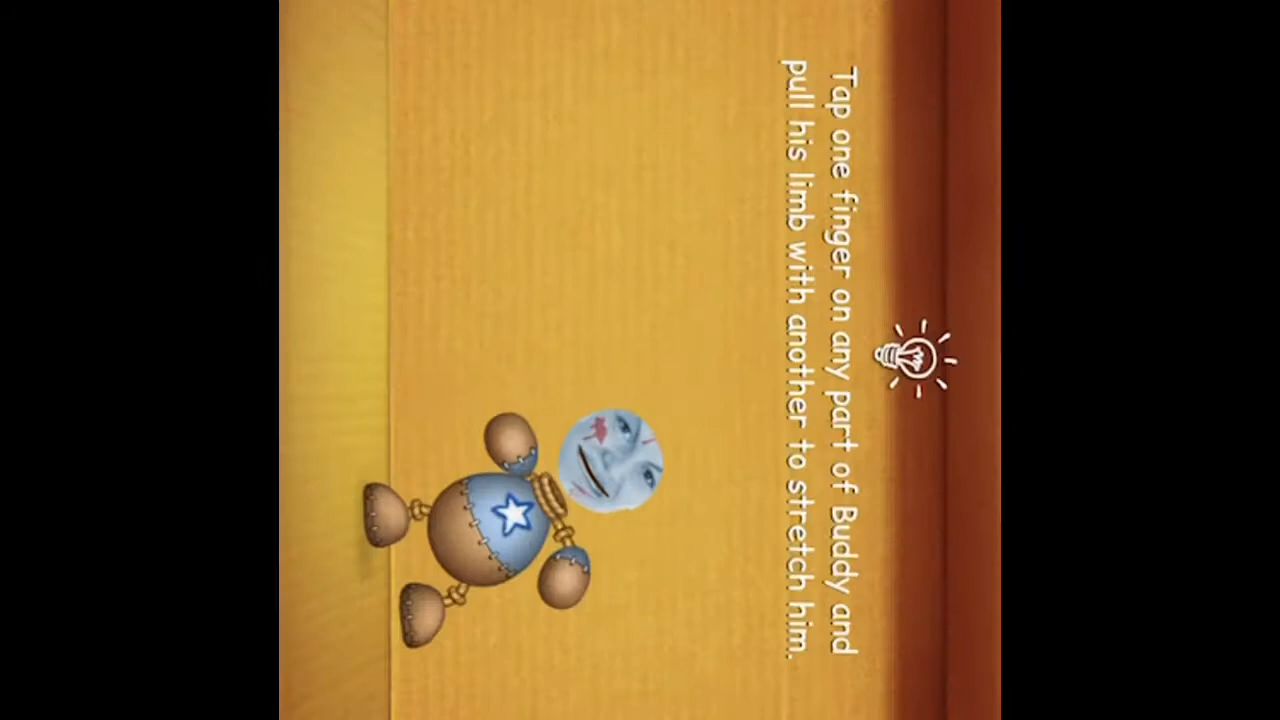 Tap one finger on any part of Buddy and
pull his limb with another to stretch him.